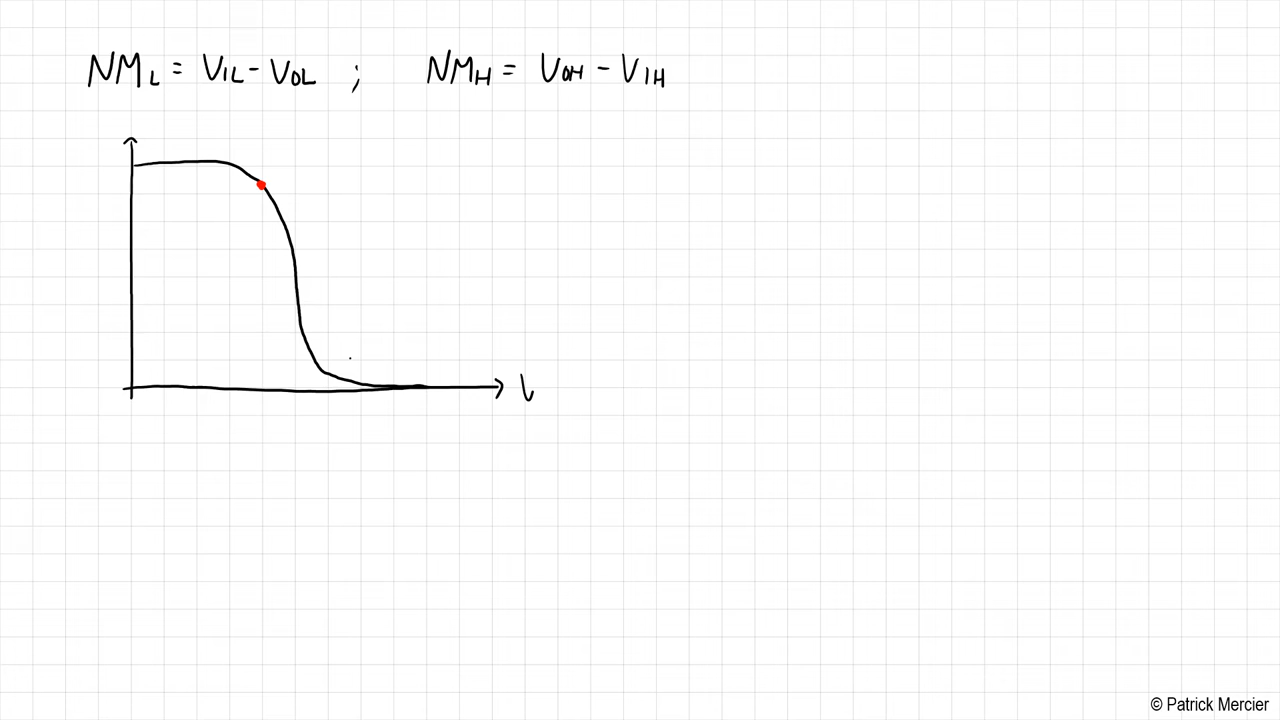 NM_L = V_IL - V_OL ; NM_H = V_OH - V_IH
V
© Patrick Mercier